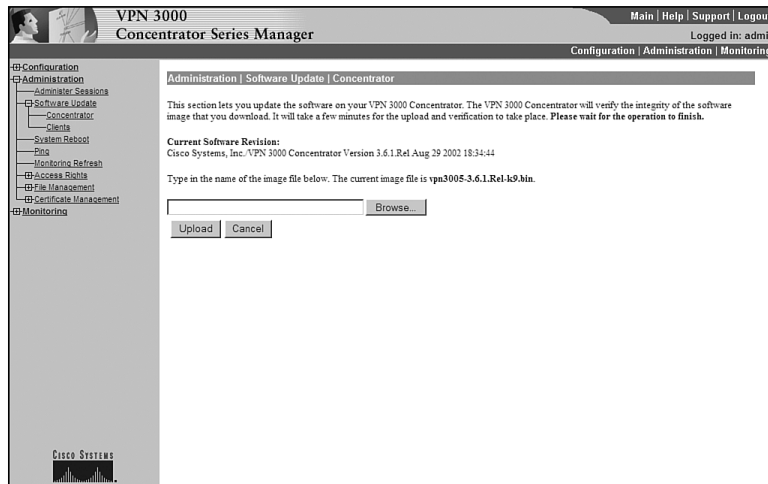 VPN 3000
Concentrator Series Manager
Main | Help | Support | Logou
Logged in: admi
Configuration | Administration | Monitoring
Configuration
Administration
Administer Sessions
Software Update
Concentrator
Clients
System Reboot
Ping
Monitoring Refresh
Access Rights
File Management
Certificate Management
Monitoring
Administration | Software Update | Concentrator
This section lets you update the software on your VPN 3000 Concentrator. The VPN 3000 Concentrator will verify the integrity of the software
image that you download. It will take a few minutes for the upload and verification to take place. Please wait for the operation to finish.
Current Software Revision:
Cisco Systems, Inc./VPN 3000 Concentrator Version 3.6.1.Rel Aug 29 2002 18:34:44
Type in the name of the image file below. The current image file is vpn3005-3.6.1.Rel-k9.bin.
Browse...
Upload Cancel
CISCO SYSTEMS